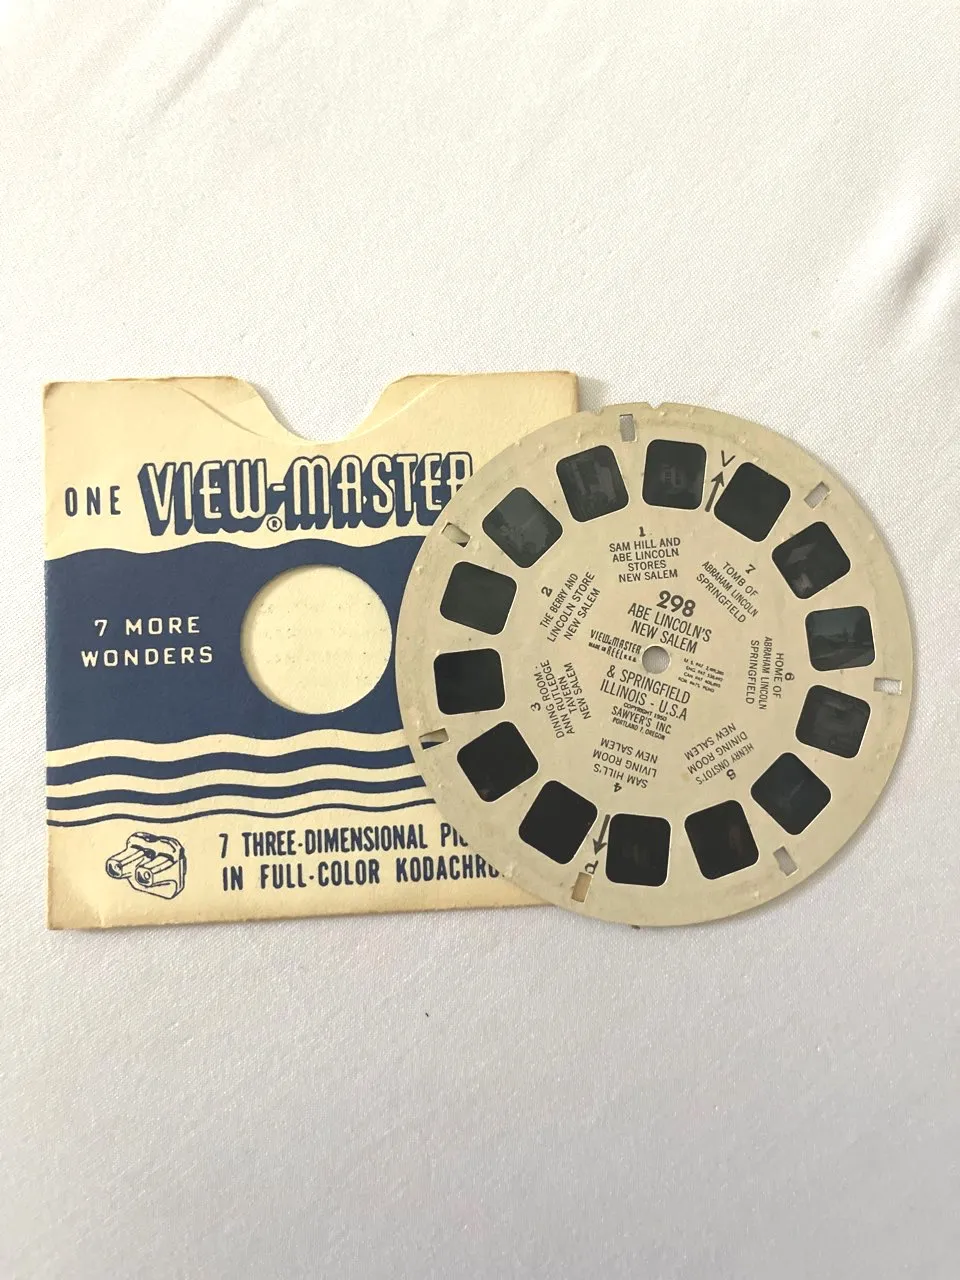 ONE VIEW-MASTER
®
7 MORE
WONDERS
7 THREE-DIMENSIONAL
IN FULL-COLOR
1
SAM HILL AND
ABE LINCOLN
STORES
NEW SALEM
2
THE BERRY AND
LINCOLN STORE
NEW SALEM
3
DINING ROOM
ANN RUTLEDGE
TAVERN
NEW SALEM
4
SAM HILL'S
LIVING ROOM
NEW SALEM
5
HENRY ONSTOT'S
DINING ROOM
NEW SALEM
6
HOME OF
ABRAHAM LINCOLN
SPRINGFIELD
7
TOMB OF
ABRAHAM LINCOLN
SPRINGFIELD
298
ABE LINCOLN'S
NEW SALEM
VIEW-MASTER
REEL
& SPRINGFIELD
ILLINOIS - U.S.A
COPYRIGHT 1950
SAWYER'S INC.
PORTLAND 7, OREGON
V